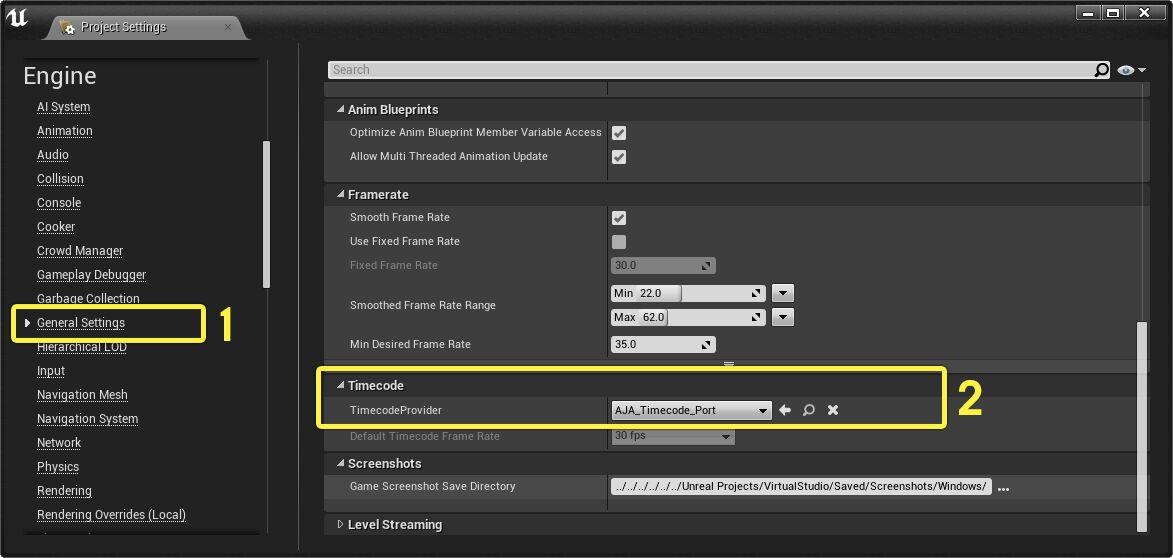 Project Settings
Engine
AI System
Animation
Audio
Collision
Console
Cooker
Crowd Manager
Gameplay Debugger
Garbage Collection
General Settings
1
Hierarchical LOD
Input
Navigation Mesh
Navigation System
Network
Physics
Rendering
Rendering Overrides (Local)
Search
Anim Blueprints
Optimize Anim Blueprint Member Variable Access
Allow Multi Threaded Animation Update
Framerate
Smooth Frame Rate
Use Fixed Frame Rate
Fixed Frame Rate 30.0
Smoothed Frame Rate Range
Min 22.0
Max 62.0
Min Desired Frame Rate 35.0
Timecode
TimecodeProvider AJA_Timecode_Port
2
Default Timecode Frame Rate 30 fps
Screenshots
Game Screenshot Save Directory ../../../../../../Unreal Projects/VirtualStudio/Saved/Screenshots/Windows/ ...
Level Streaming